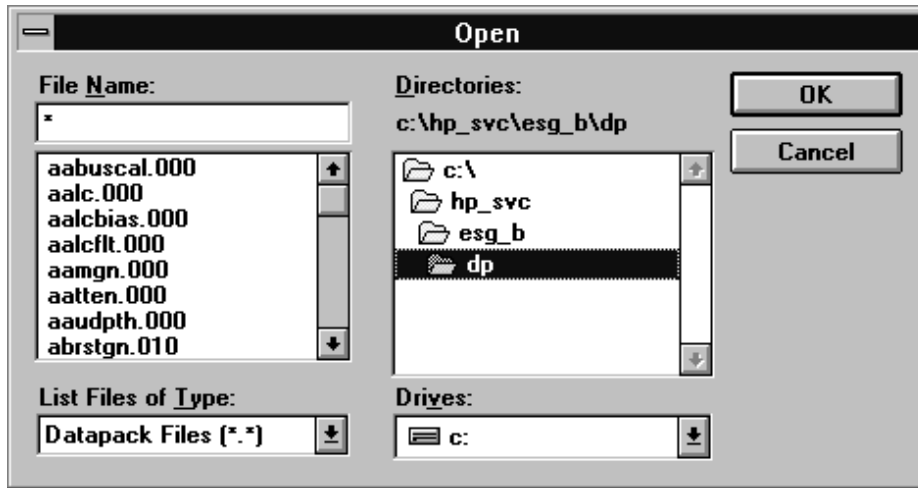 Open
File Name:
*
aabuscal.000
aalc.000
aalcbias.000
aalcflt.000
aamgn.000
aatten.000
aaudpth.000
abrstgn.010
List Files of Type:
Datapack Files (*.*)
Directories:
c:\hp_svc\esg_b\dp
c:\
hp_svc
esg_b
dp
Drives:
c:
OK
Cancel